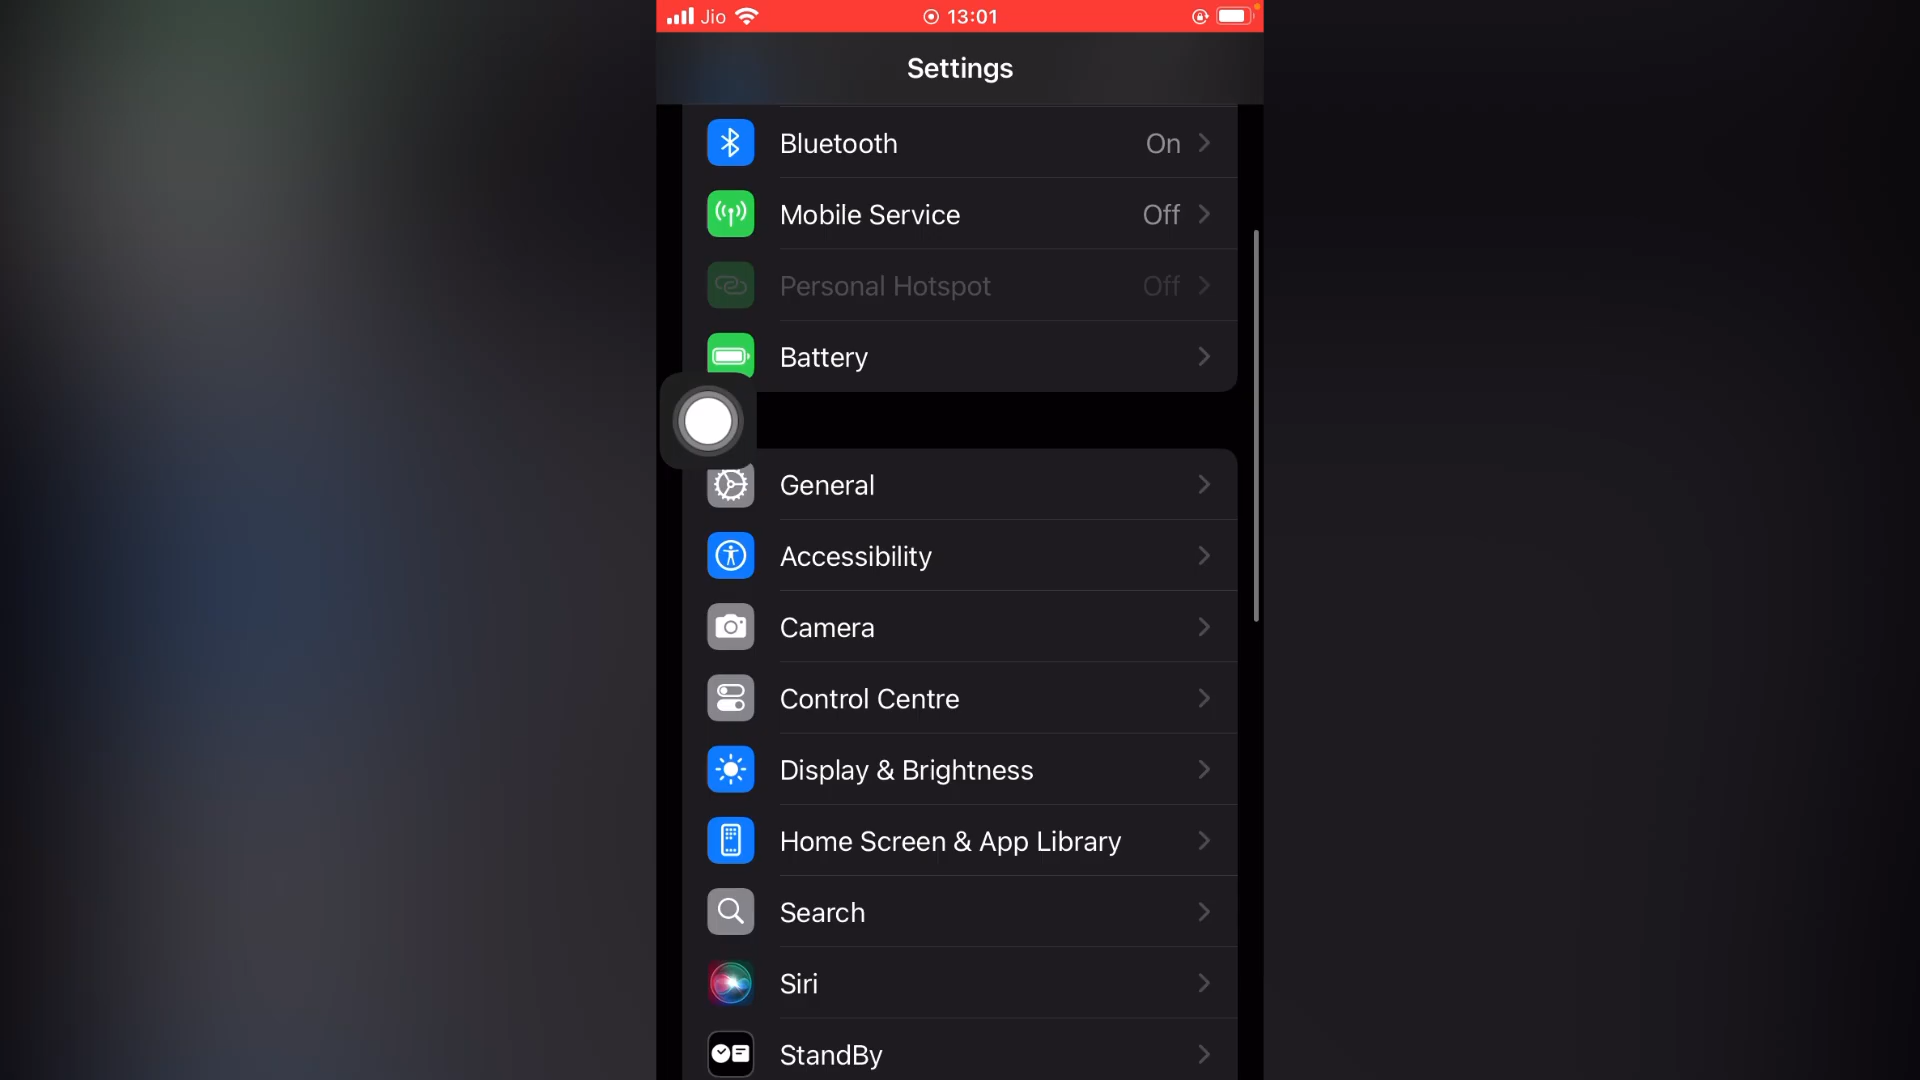 Jio 13:01
Settings
Bluetooth On
Mobile Service Off
Personal Hotspot Off
Battery
General
Accessibility
Camera
Control Centre
Display & Brightness
Home Screen & App Library
Search
Siri
StandBy